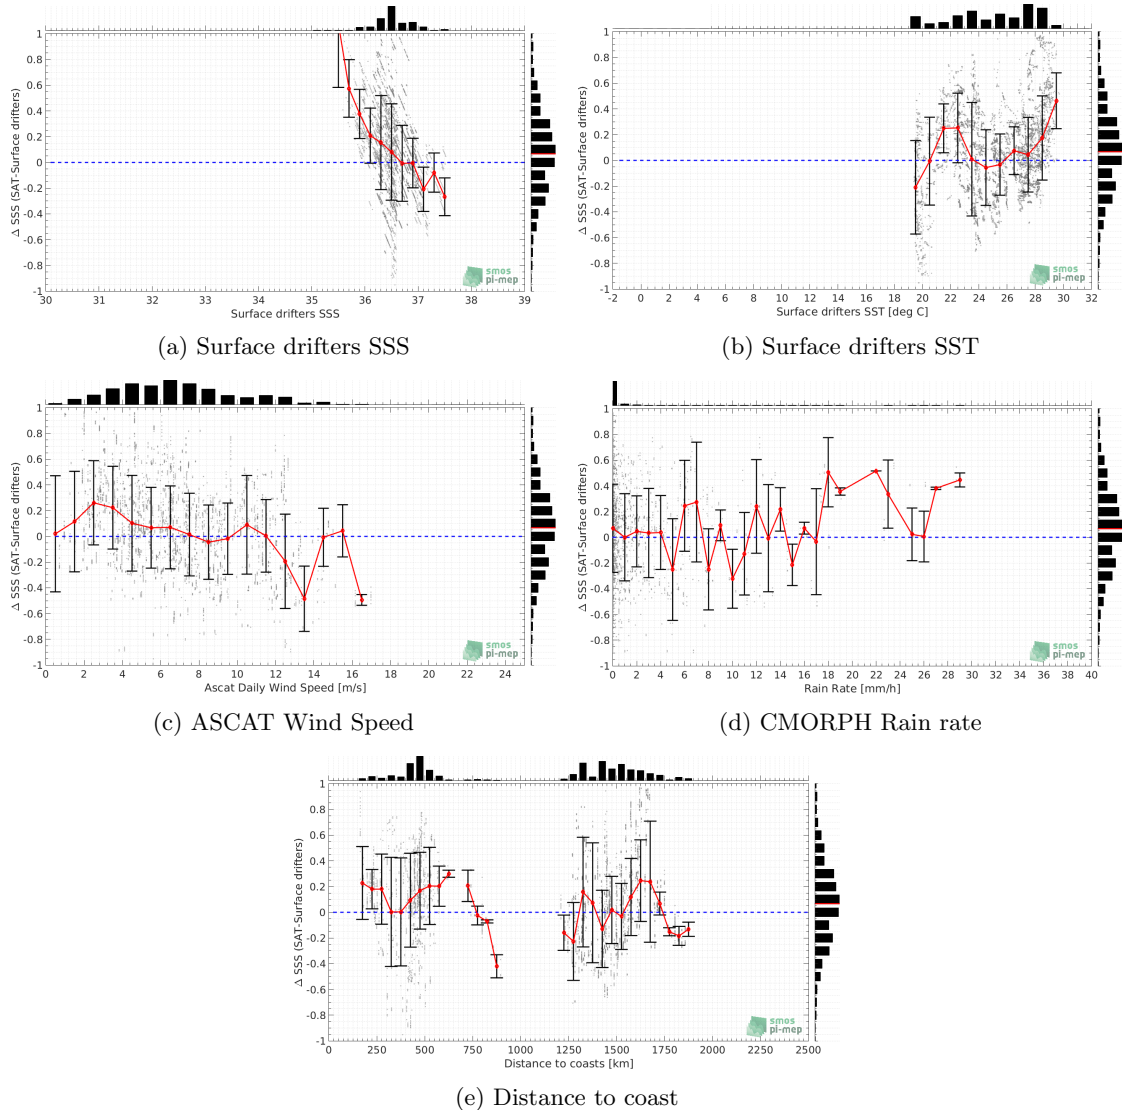 1
0.8
0.6
0.4
0.2
0
-0.2
-0.4
-0.6
-0.8
-1
Δ SSS (SAT-Surface drifters)
30 31 32 33 34 35 36 37 38 39
Surface drifters SSS
smos
pi-mep
(a) Surface drifters SSS
1
0.8
0.6
0.4
0.2
0
-0.2
-0.4
-0.6
-0.8
-1
Δ SSS (SAT-Surface drifters)
-2 0 2 4 6 8 10 12 14 16 18 20 22 24 26 28 30 32
Surface drifters SST [deg C]
smos
pi-mep
(b) Surface drifters SST
1
0.8
0.6
0.4
0.2
0
-0.2
-0.4
-0.6
-0.8
-1
Δ SSS (SAT-Surface drifters)
0 2 4 6 8 10 12 14 16 18 20 22 24
Ascat Daily Wind Speed [m/s]
smos
pi-mep
(c) ASCAT Wind Speed
1
0.8
0.6
0.4
0.2
0
-0.2
-0.4
-0.6
-0.8
-1
Δ SSS (SAT-Surface drifters)
0 2 4 6 8 10 12 14 16 18 20 22 24 26 28 30 32 34 36 38 40
Rain Rate [mm/h]
smos
pi-mep
(d) CMORPH Rain rate
1
0.8
0.6
0.4
0.2
0
-0.2
-0.4
-0.6
-0.8
-1
Δ SSS (SAT-Surface drifters)
0 250 500 750 1000 1250 1500 1750 2000 2250 2500
Distance to coasts [km]
smos
pi-mep
(e) Distance to coast